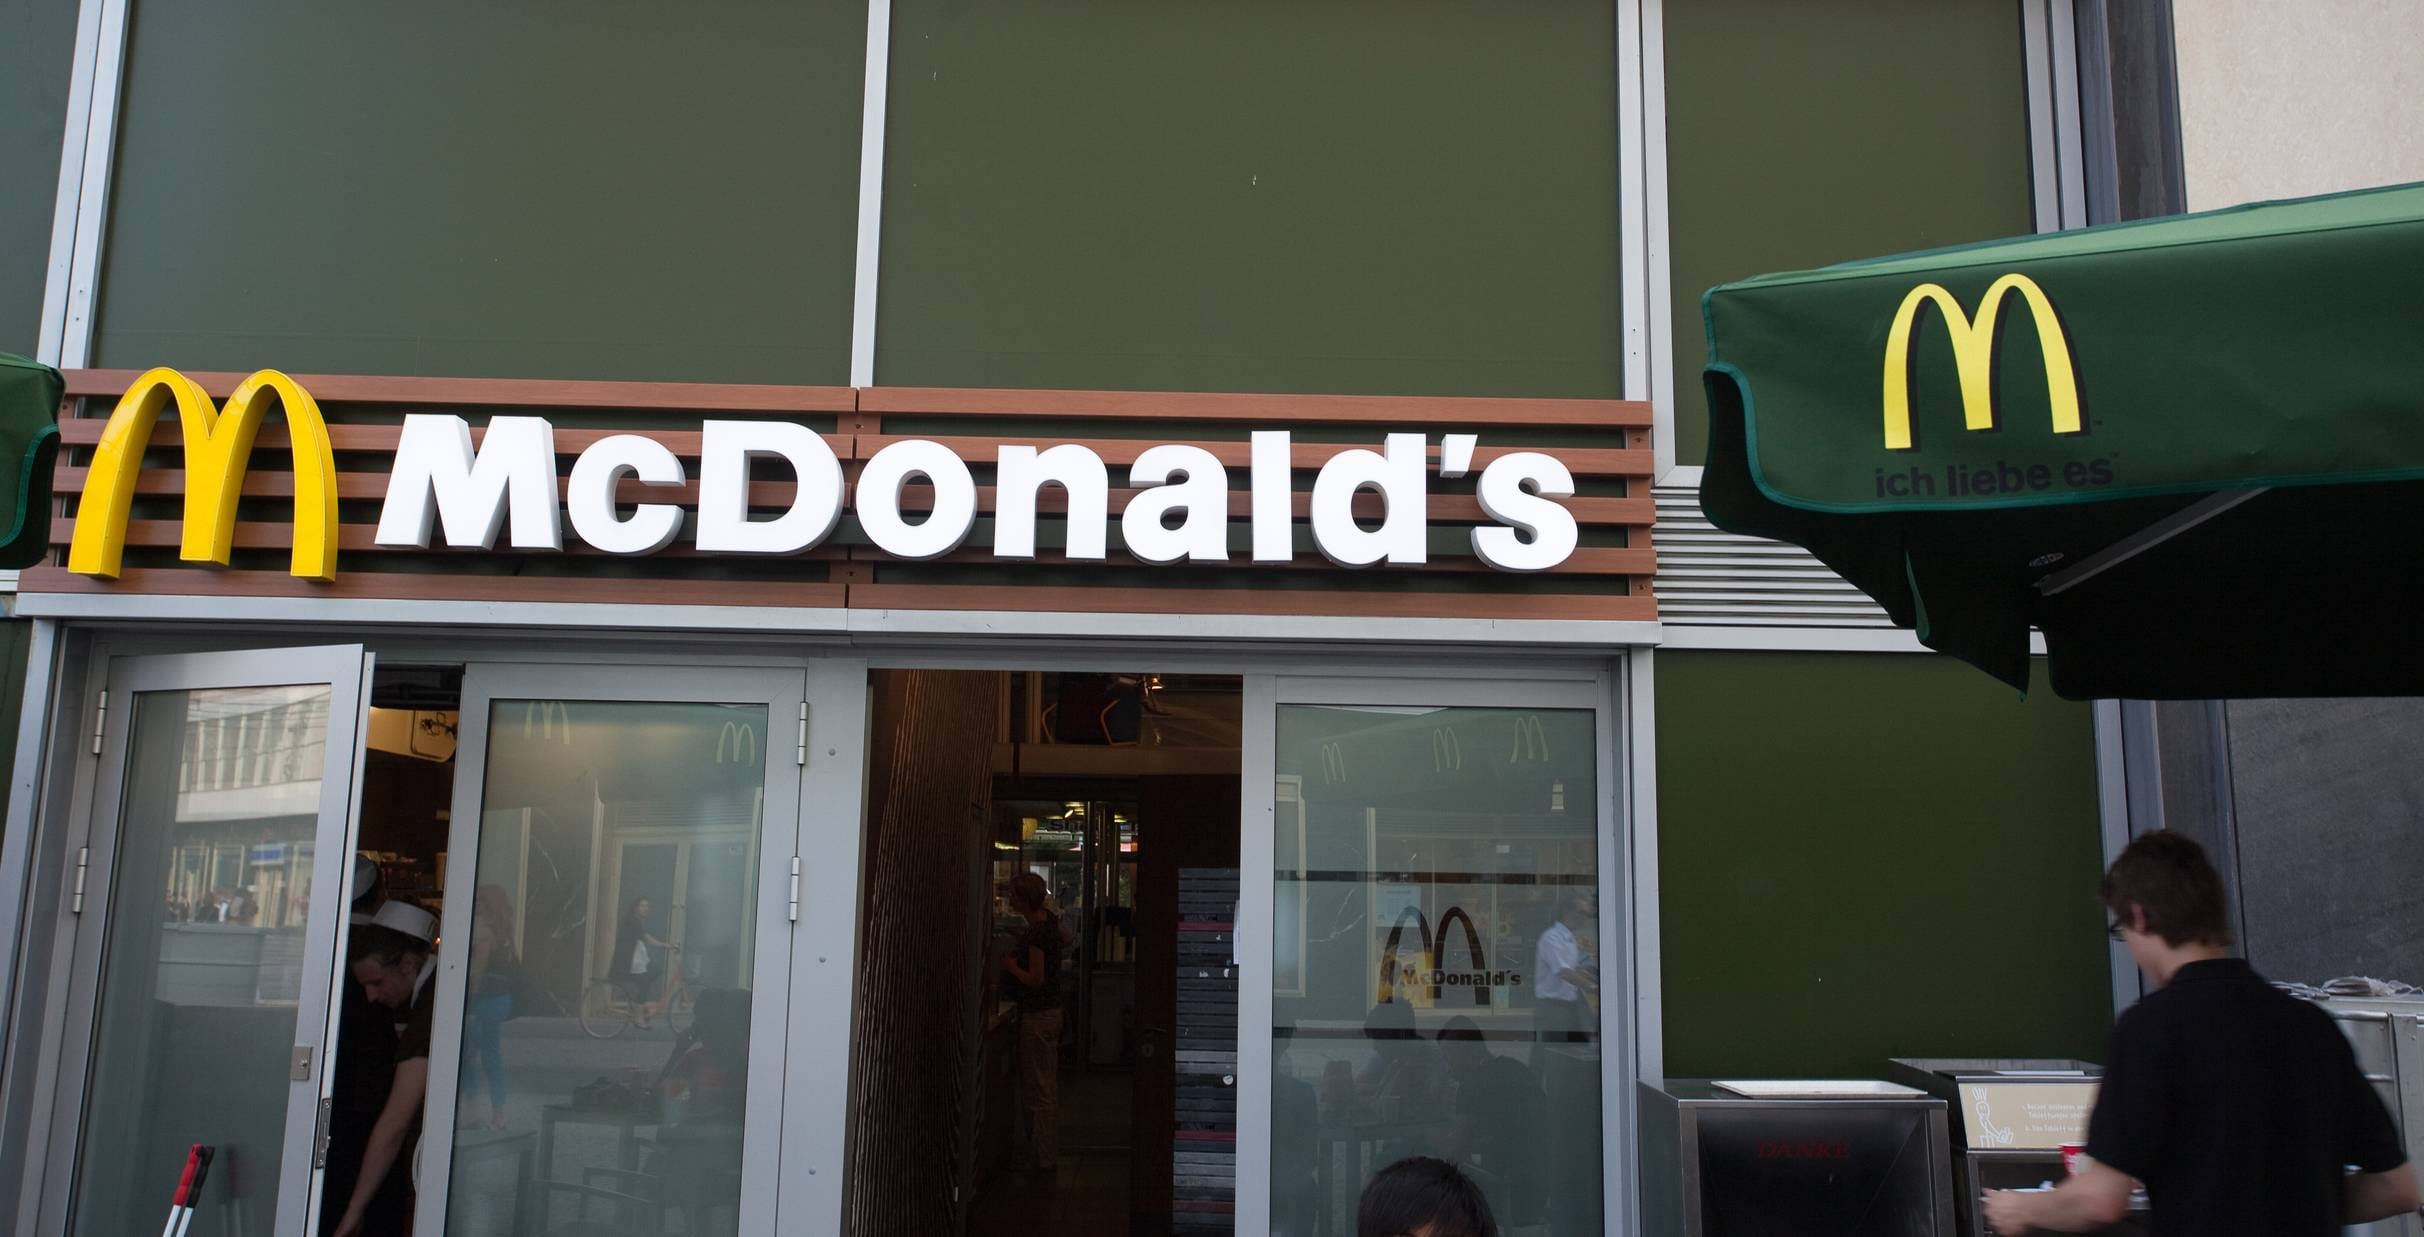 McDonald's
ich liebe es
McDonald's
DANKE